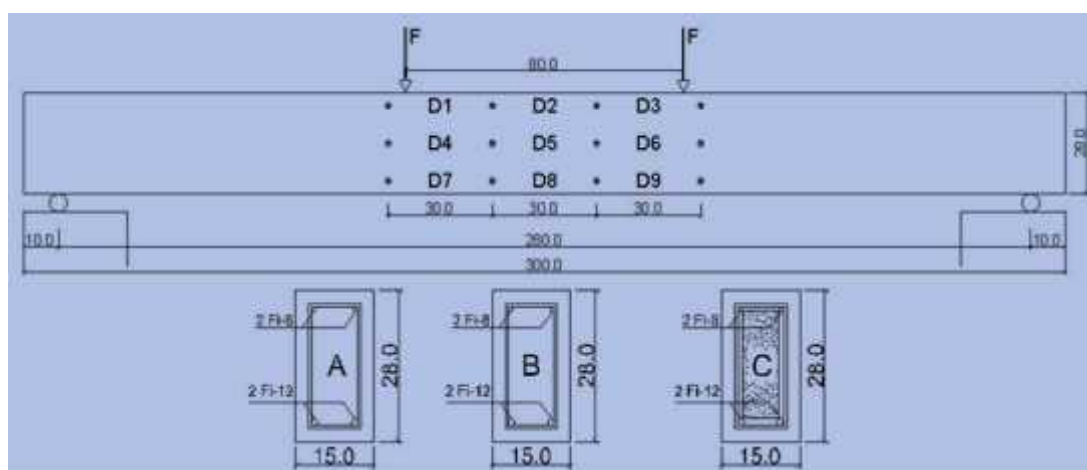 F F
80.0
D1 D2 D3
D4 D5 D6
D7 D8 D9
28.0
30.0 30.0 30.0
10.0 280.0 10.0
300.0
2 Fi-8 2 Fi-8 2 Fi-8
A B C
28.0 28.0 28.0
2 Fi-12 2 Fi-12 2 Fi-12
15.0 15.0 15.0